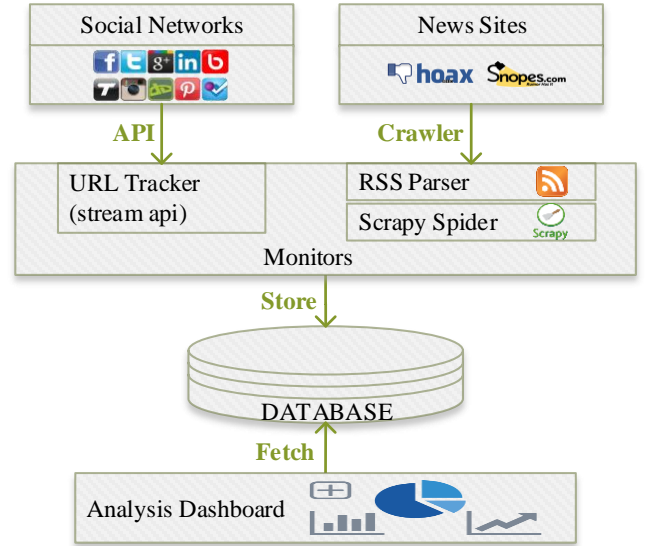 Social Networks
News Sites
f t g+ in b
hoax
Snopes.com
API
Crawler
URL Tracker
(stream api)
RSS Parser
Scrapy Spider
Scrapy
Monitors
Store
DATABASE
Fetch
Analysis Dashboard